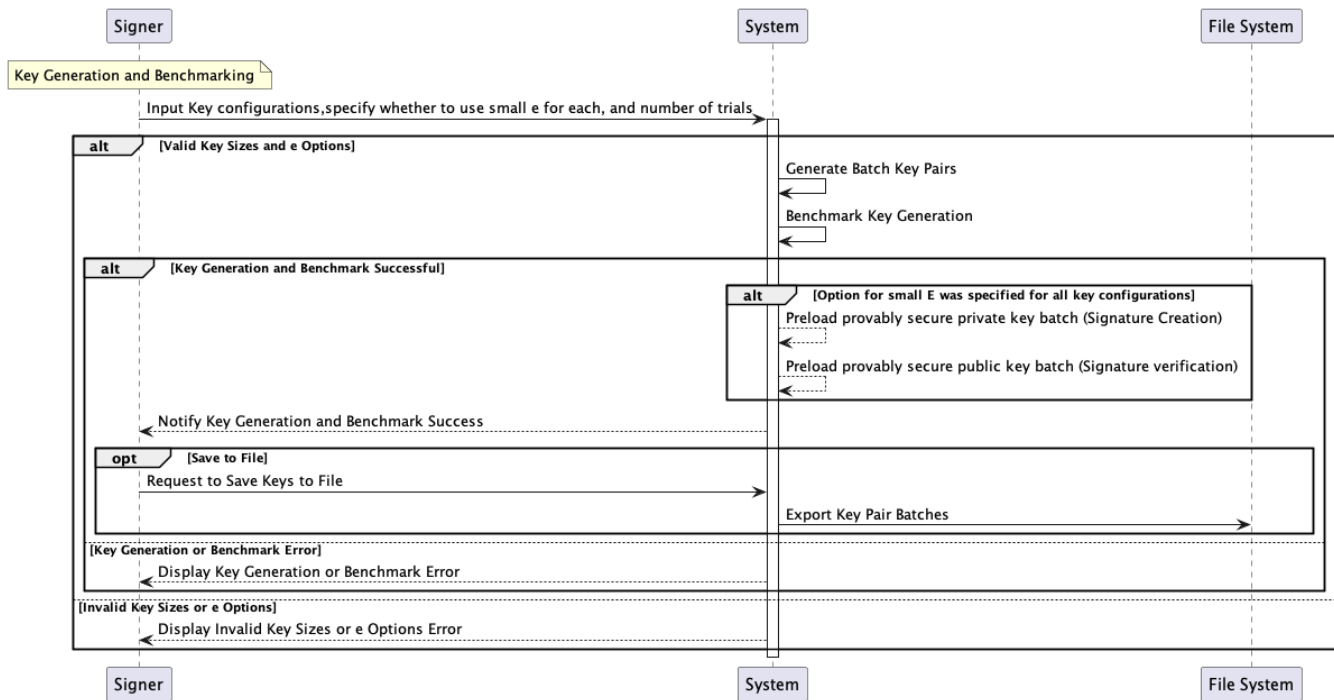 Signer System File System
Key Generation and Benchmarking
Input Key configurations,specify whether to use small e for each, and number of trials
alt [Valid Key Sizes and e Options]
Generate Batch Key Pairs
Benchmark Key Generation
alt [Key Generation and Benchmark Successful]
alt [Option for small E was specified for all key configurations]
Preload provably secure private key batch (Signature Creation)
Preload provably secure public key batch (Signature verification)
Notify Key Generation and Benchmark Success
opt [Save to File]
Request to Save Keys to File
Export Key Pair Batches
[Key Generation or Benchmark Error]
Display Key Generation or Benchmark Error
[Invalid Key Sizes or e Options]
Display Invalid Key Sizes or e Options Error
Signer System File System